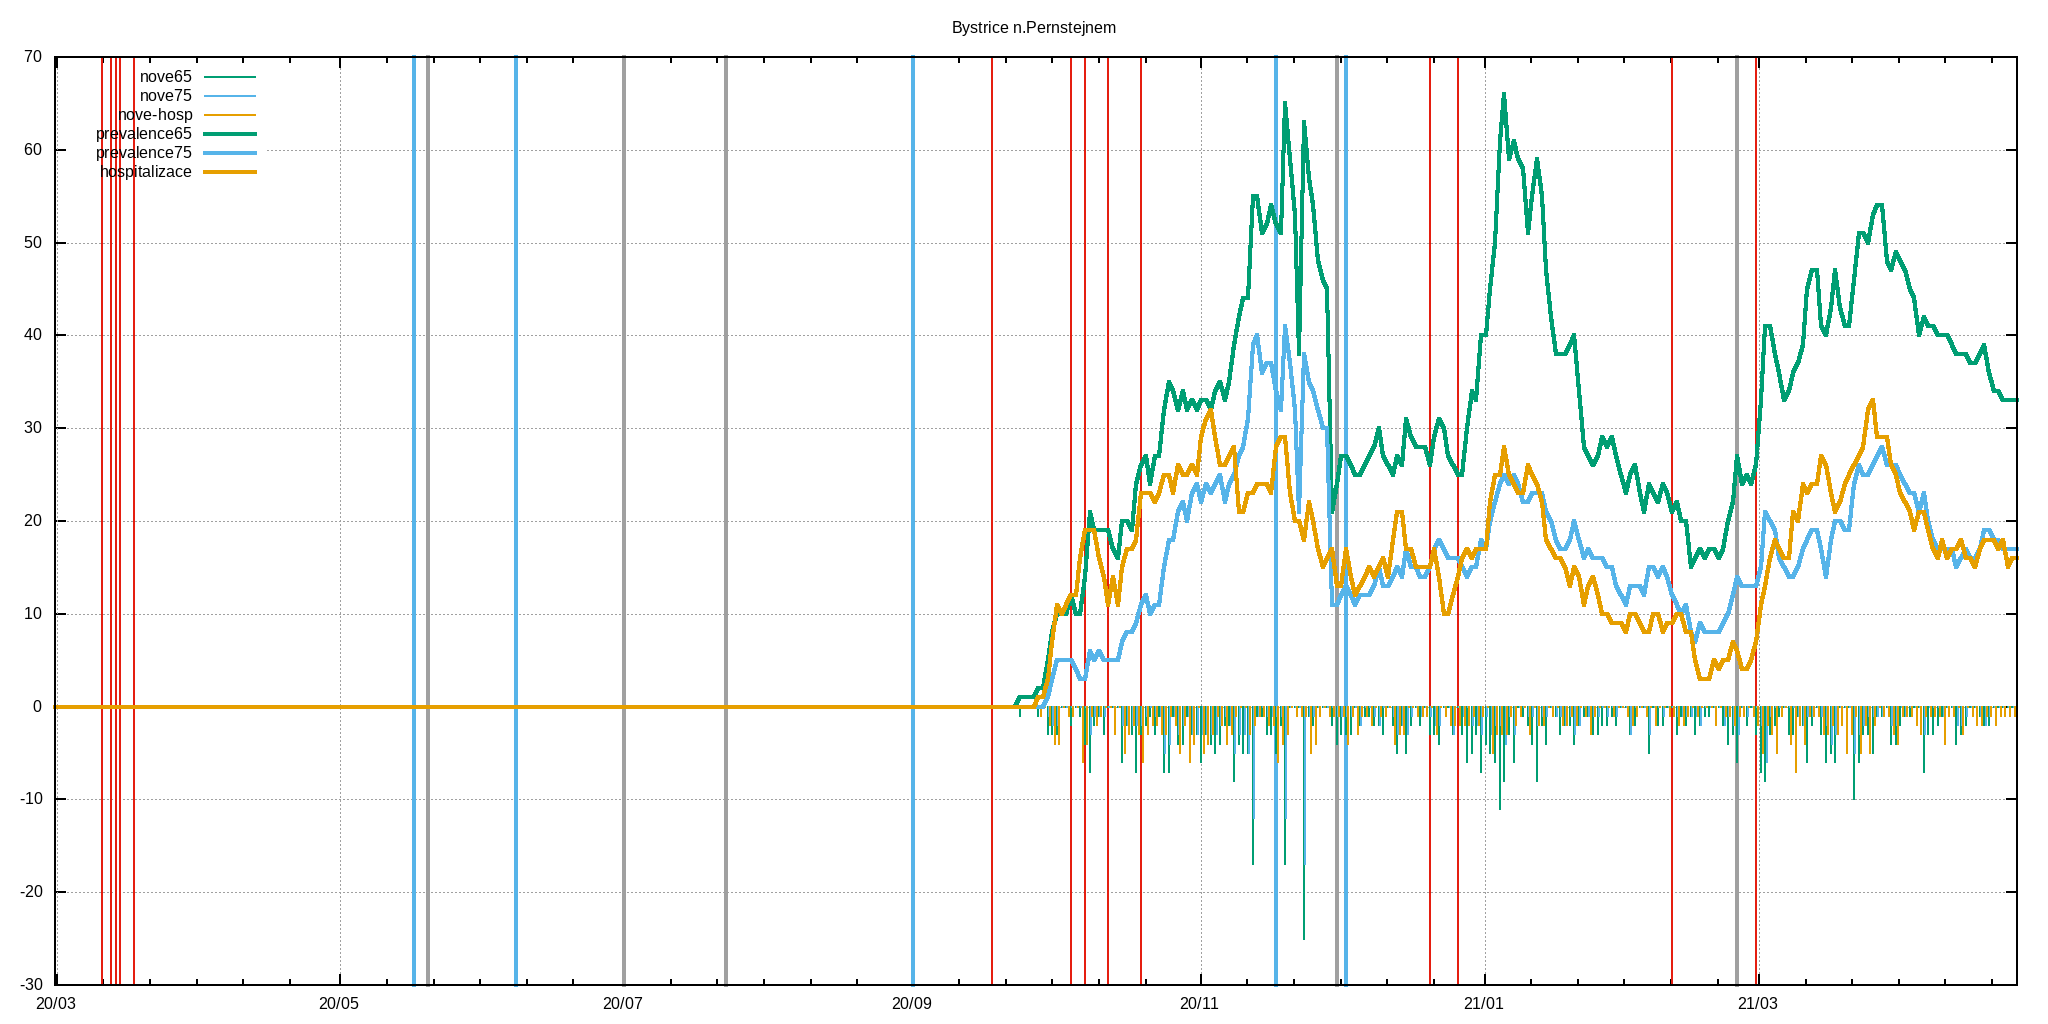 Bystrice n.Pernstejnem
70
60
50
40
30
20
10
0
-10
-20
-30
nove65
nove75
nove-hosp
prevalence65
prevalence75
hospitalizace
20/03 20/05 20/07 20/09 20/11 21/01 21/03